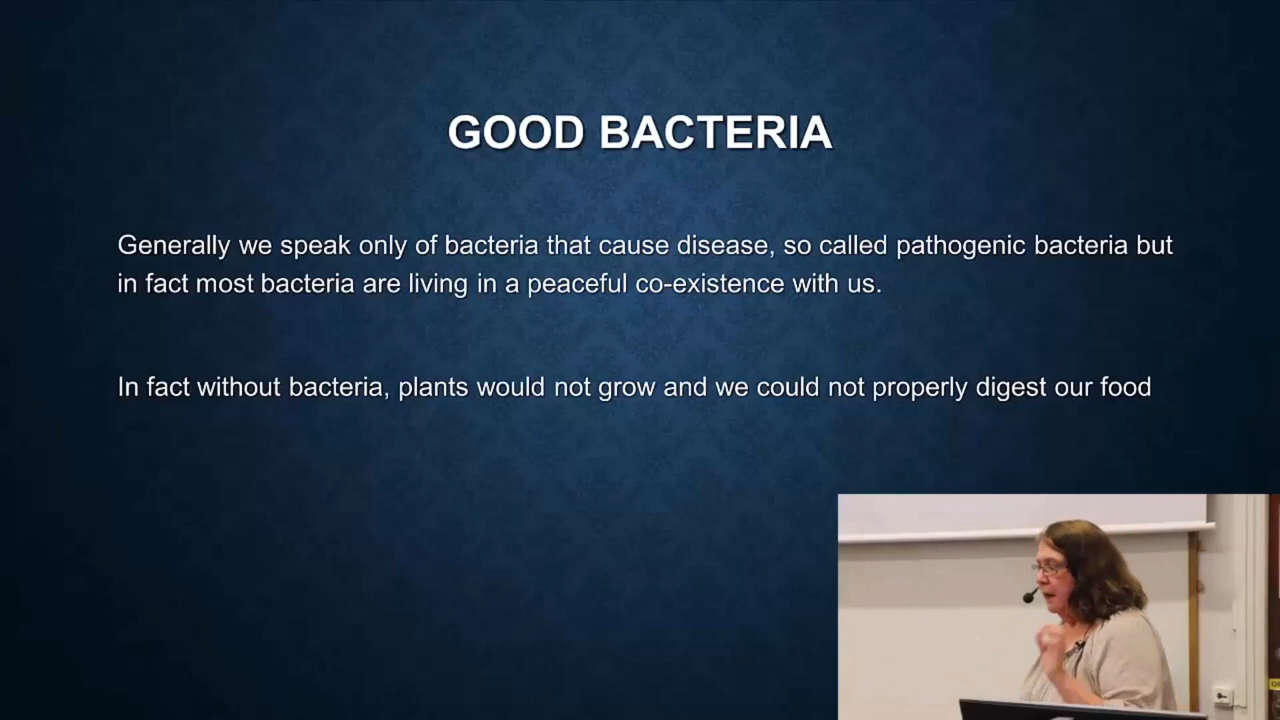 GOOD BACTERIA
Generally we speak only of bacteria that cause disease, so called pathogenic bacteria but
in fact most bacteria are living in a peaceful co-existence with us.
In fact without bacteria, plants would not grow and we could not properly digest our food